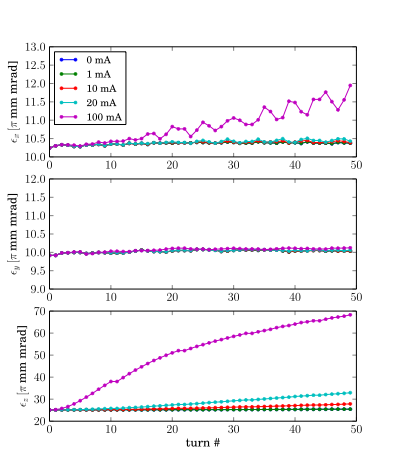 13.0
12.5
12.0
11.5
11.0
10.5
10.0
ϵx [π mm mrad]
0 mA
1 mA
10 mA
20 mA
100 mA
0 10 20 30 40 50
12.0
11.5
11.0
10.5
10.0
9.5
9.0
ϵy [π mm mrad]
0 10 20 30 40 50
70
60
50
40
30
20
ϵz [π mm mrad]
0 10 20 30 40 50
turn #